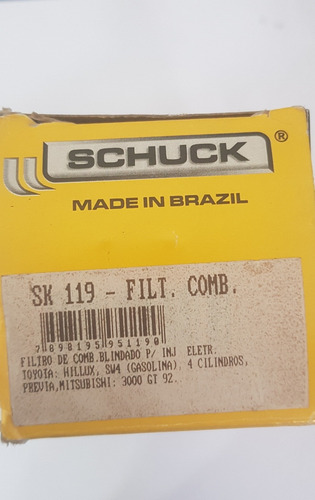 SCHUCK ®
MADE IN BRAZIL
SK 119 - FILT. COMB.
7 898195 951190
FILTRO DE COMB.BLINDADO P/ INJ ELETR.
TOYOTA: HILLUX, SW4 (GASOLINA), 4 CILINDROS,
PREVIA,MITSUBISHI: 3000 GT 92.